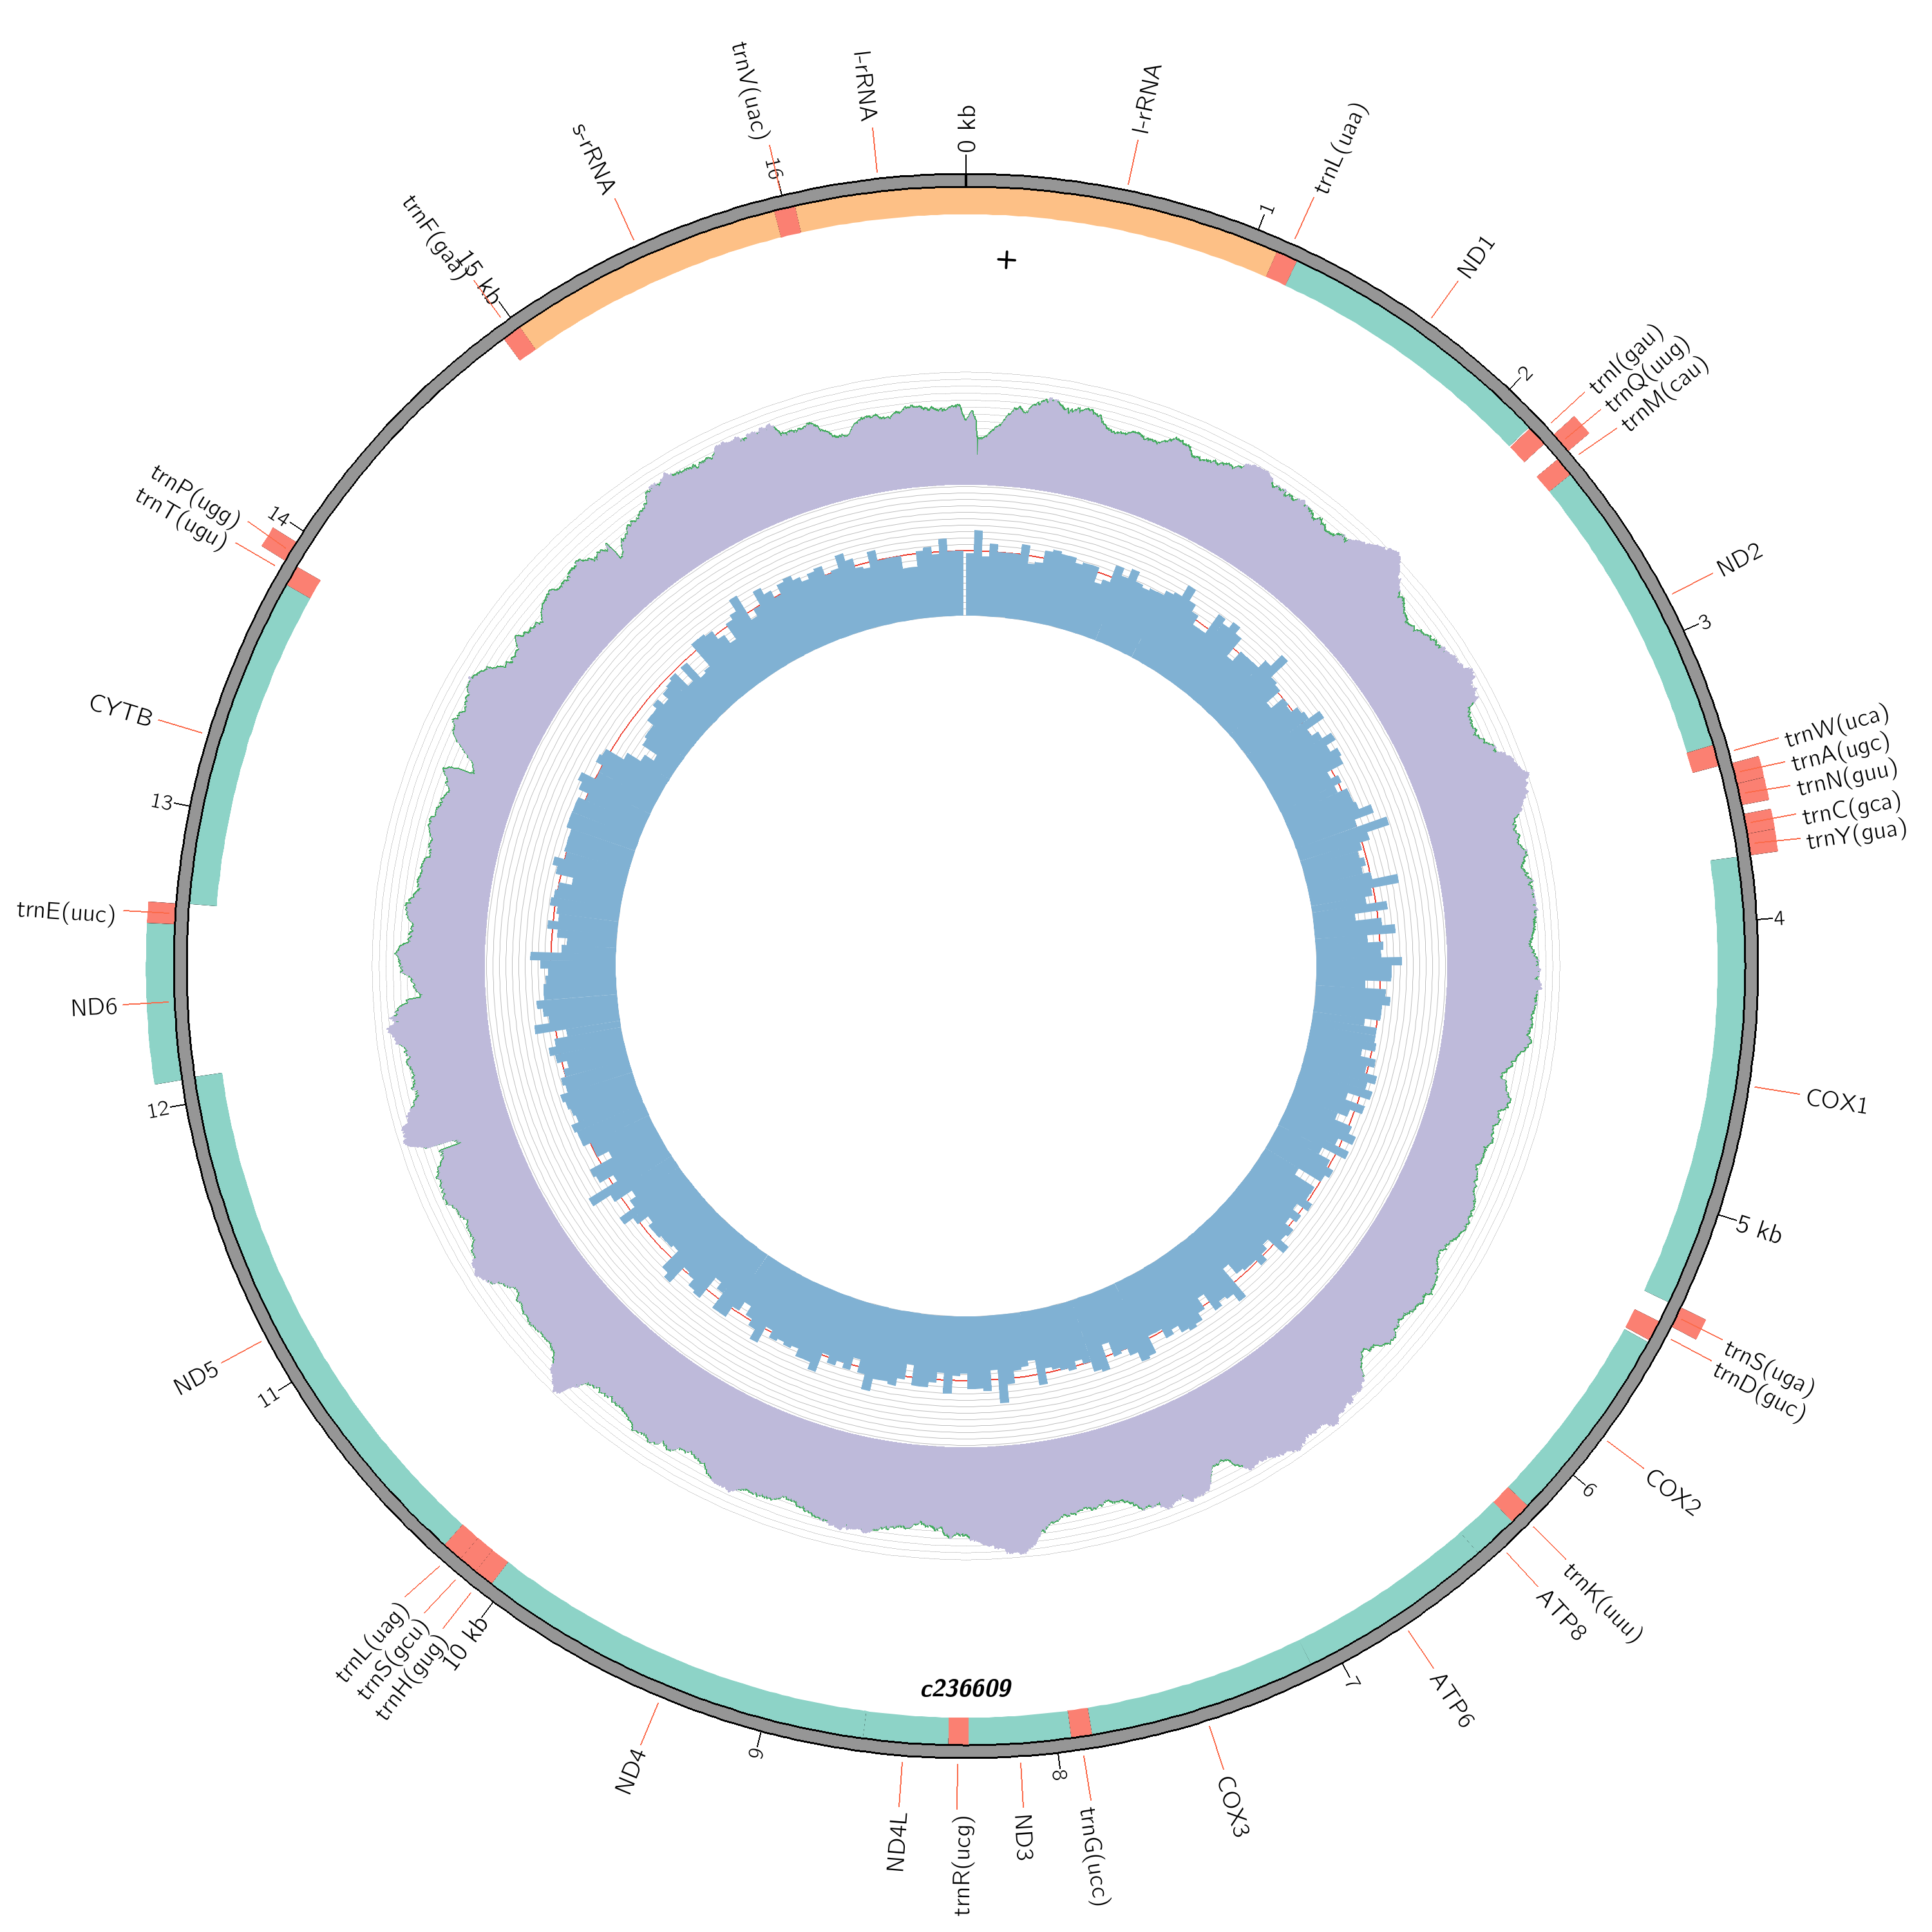 0 kb
l-rRNA
1
trnL(uaa)
ND1
2
trnI(gau)
trnQ(uug)
trnM(cau)
ND2
3
trnW(uca)
trnA(ugc)
trnN(guu)
trnC(gca)
trnY(gua)
4
COX1
5 kb
trnS(uga)
trnD(guc)
COX2
6
trnK(uuu)
ATP8
ATP6
7
COX3
trnG(ucc)
8
ND3
trnR(ucg)
ND4L
9
ND4
10 kb
trnH(gug)
trnS(gcu)
trnL(uag)
11
ND5
12
ND6
trnE(uuc)
13
CYTB
trnT(ugu)
trnP(ugg)
14
15 kb
trnF(gaa)
s-rRNA
16
trnV(uac)
l-rRNA
+
c236609